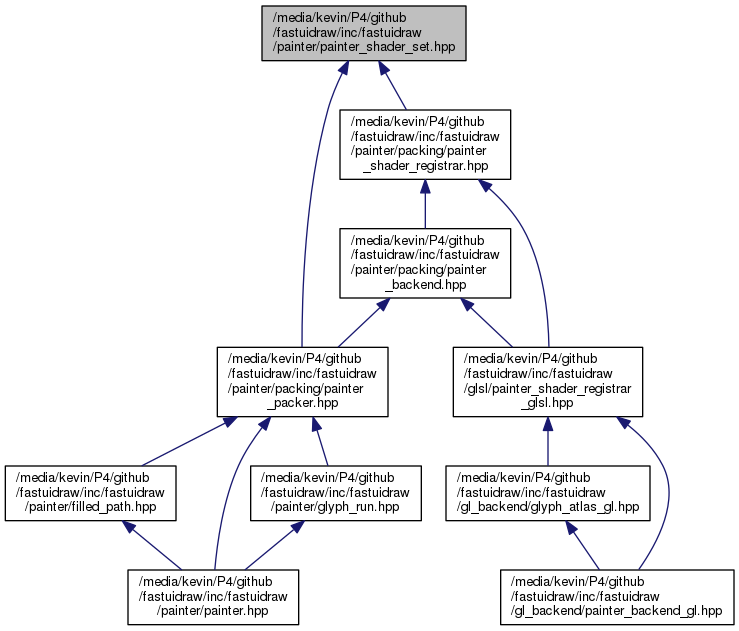 /media/kevin/P4/github
/fastuidraw/inc/fastuidraw
/painter/painter_shader_set.hpp
/media/kevin/P4/github
/fastuidraw/inc/fastuidraw
/painter/packing/painter
_shader_registrar.hpp
/media/kevin/P4/github
/fastuidraw/inc/fastuidraw
/painter/packing/painter
_backend.hpp
/media/kevin/P4/github
/fastuidraw/inc/fastuidraw
/painter/packing/painter
_packer.hpp
/media/kevin/P4/github
/fastuidraw/inc/fastuidraw
/glsl/painter_shader_registrar
_glsl.hpp
/media/kevin/P4/github
/fastuidraw/inc/fastuidraw
/painter/filled_path.hpp
/media/kevin/P4/github
/fastuidraw/inc/fastuidraw
/painter/glyph_run.hpp
/media/kevin/P4/github
/fastuidraw/inc/fastuidraw
/gl_backend/glyph_atlas_gl.hpp
/media/kevin/P4/github
/fastuidraw/inc/fastuidraw
/painter/painter.hpp
/media/kevin/P4/github
/fastuidraw/inc/fastuidraw
/gl_backend/painter_backend_gl.hpp